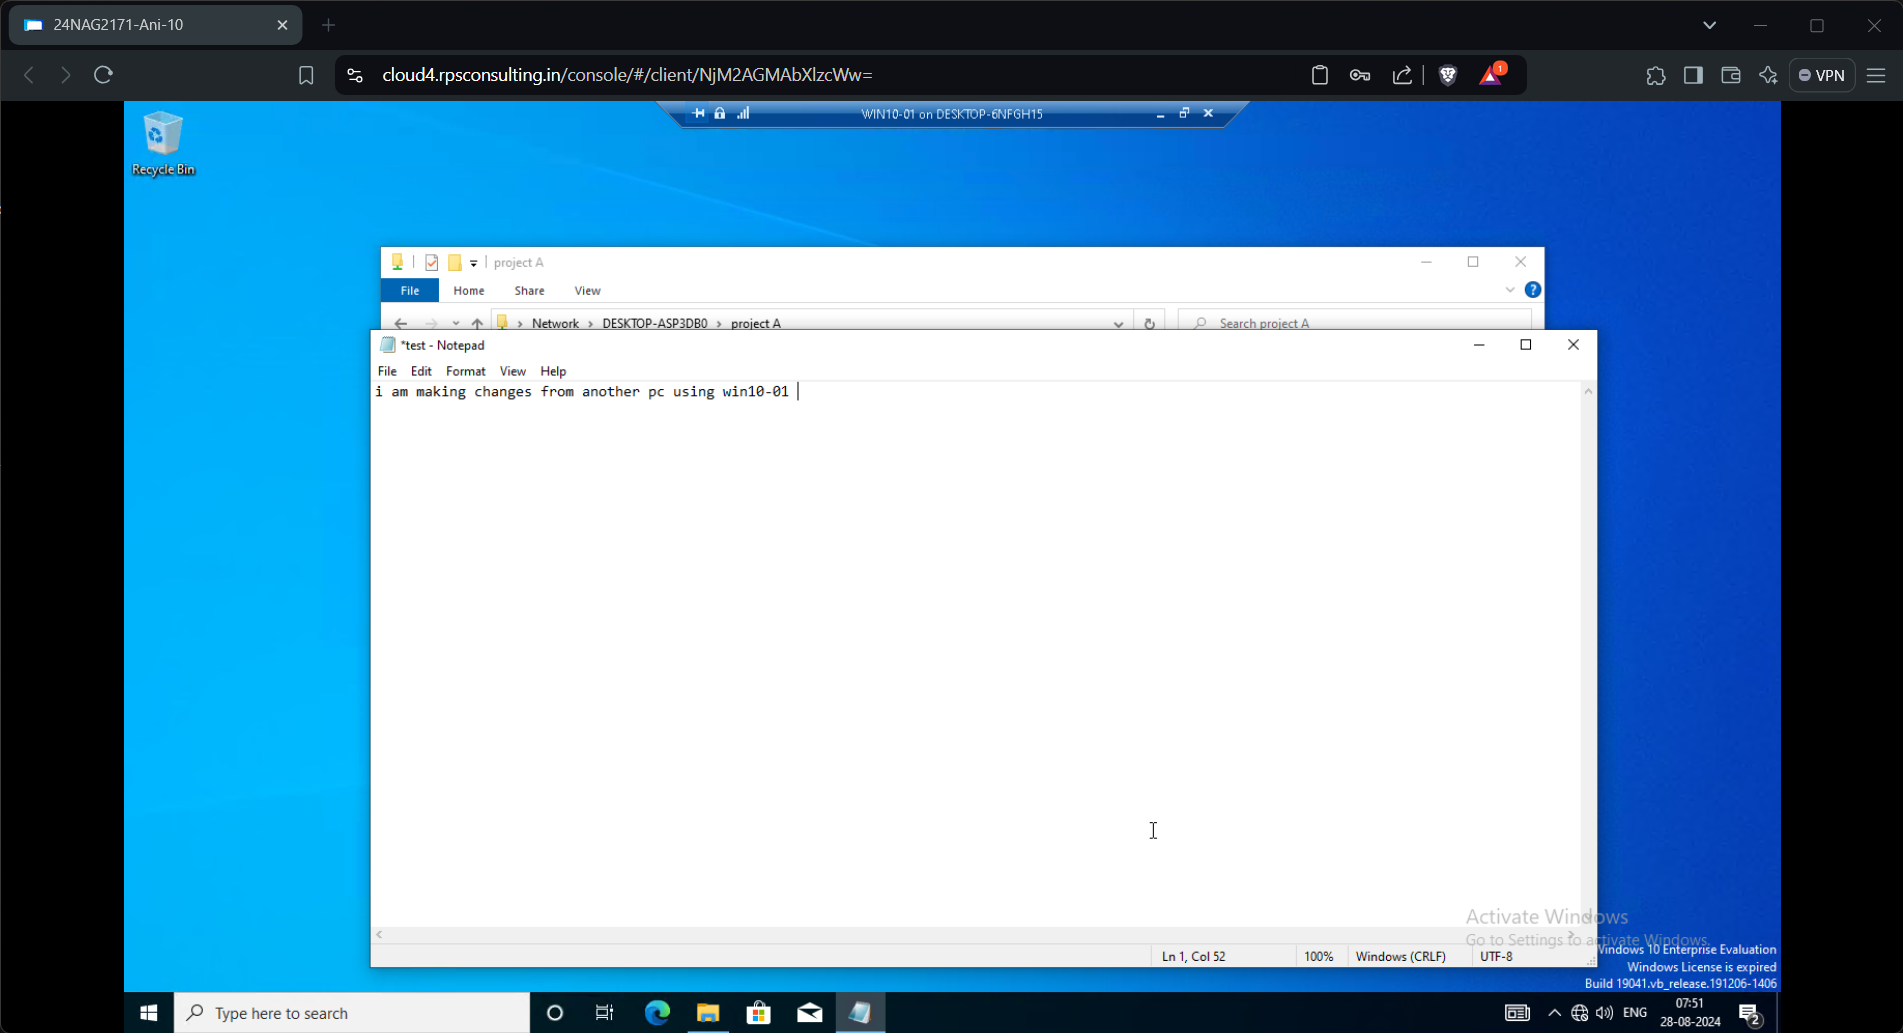 24NAG2171-Ani-10
cloud4.rpsconsulting.in/console/#/client/NjM2AGMAbXlzcWw=
1
VPN
WIN10-01 on DESKTOP-6NFGH15
Recycle Bin
project A
File Home Share View
Network > DESKTOP-ASP3DB0 > project A
Search project A
*test - Notepad
File Edit Format View Help
i am making changes from another pc using win10-01
Activate Windows
Go to Settings to activate Windows.
Windows 10 Enterprise Evaluation
Windows License is expired
Build 19041.vb_release.191206-1406
Ln 1, Col 52
100%
Windows (CRLF)
UTF-8
Type here to search
ENG
07:51
28-08-2024
2